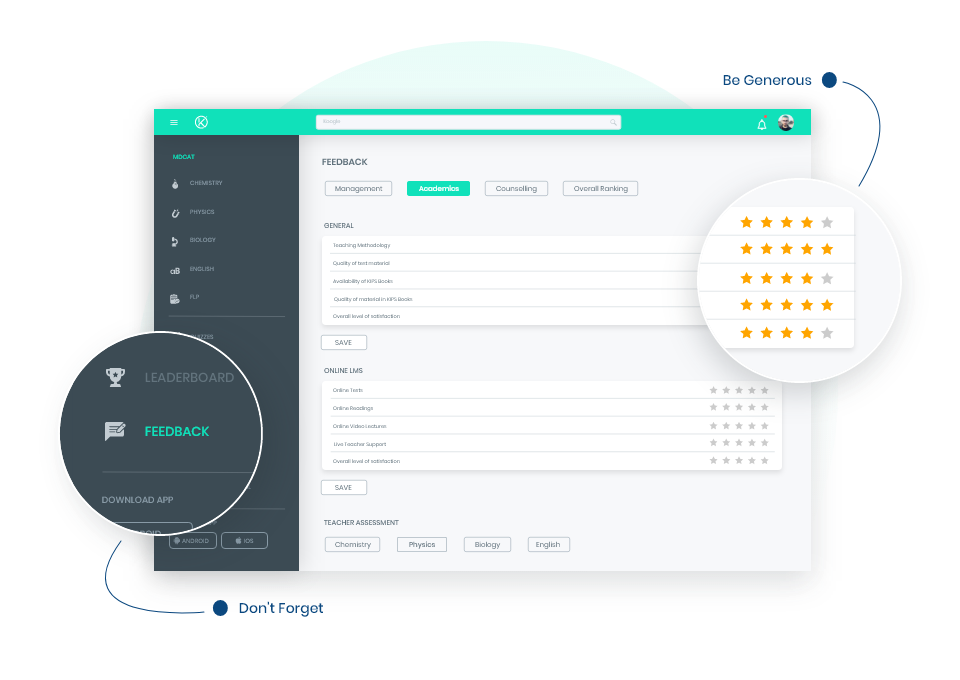 Be Generous
Google
MDCAT
CHEMISTRY
PHYSICS
BIOLOGY
aB ENGLISH
FLP
LEADERBOARD
FEEDBACK
DOWNLOAD APP
ANDROID
IOS
FEEDBACK
Management
Academics
Counselling
Overall Ranking
GENERAL
Teaching Methodology
Quality of test material
Availability of KIPS Books
Quality of material in KIPS Books
Overall level of satisfaction
SAVE
ONLINE LMS
Online Tests
Online Readings
Online Video Lectures
Live Teacher Support
Overall level of satisfaction
SAVE
TEACHER ASSESSMENT
Chemistry
Physics
Biology
English
Don't Forget